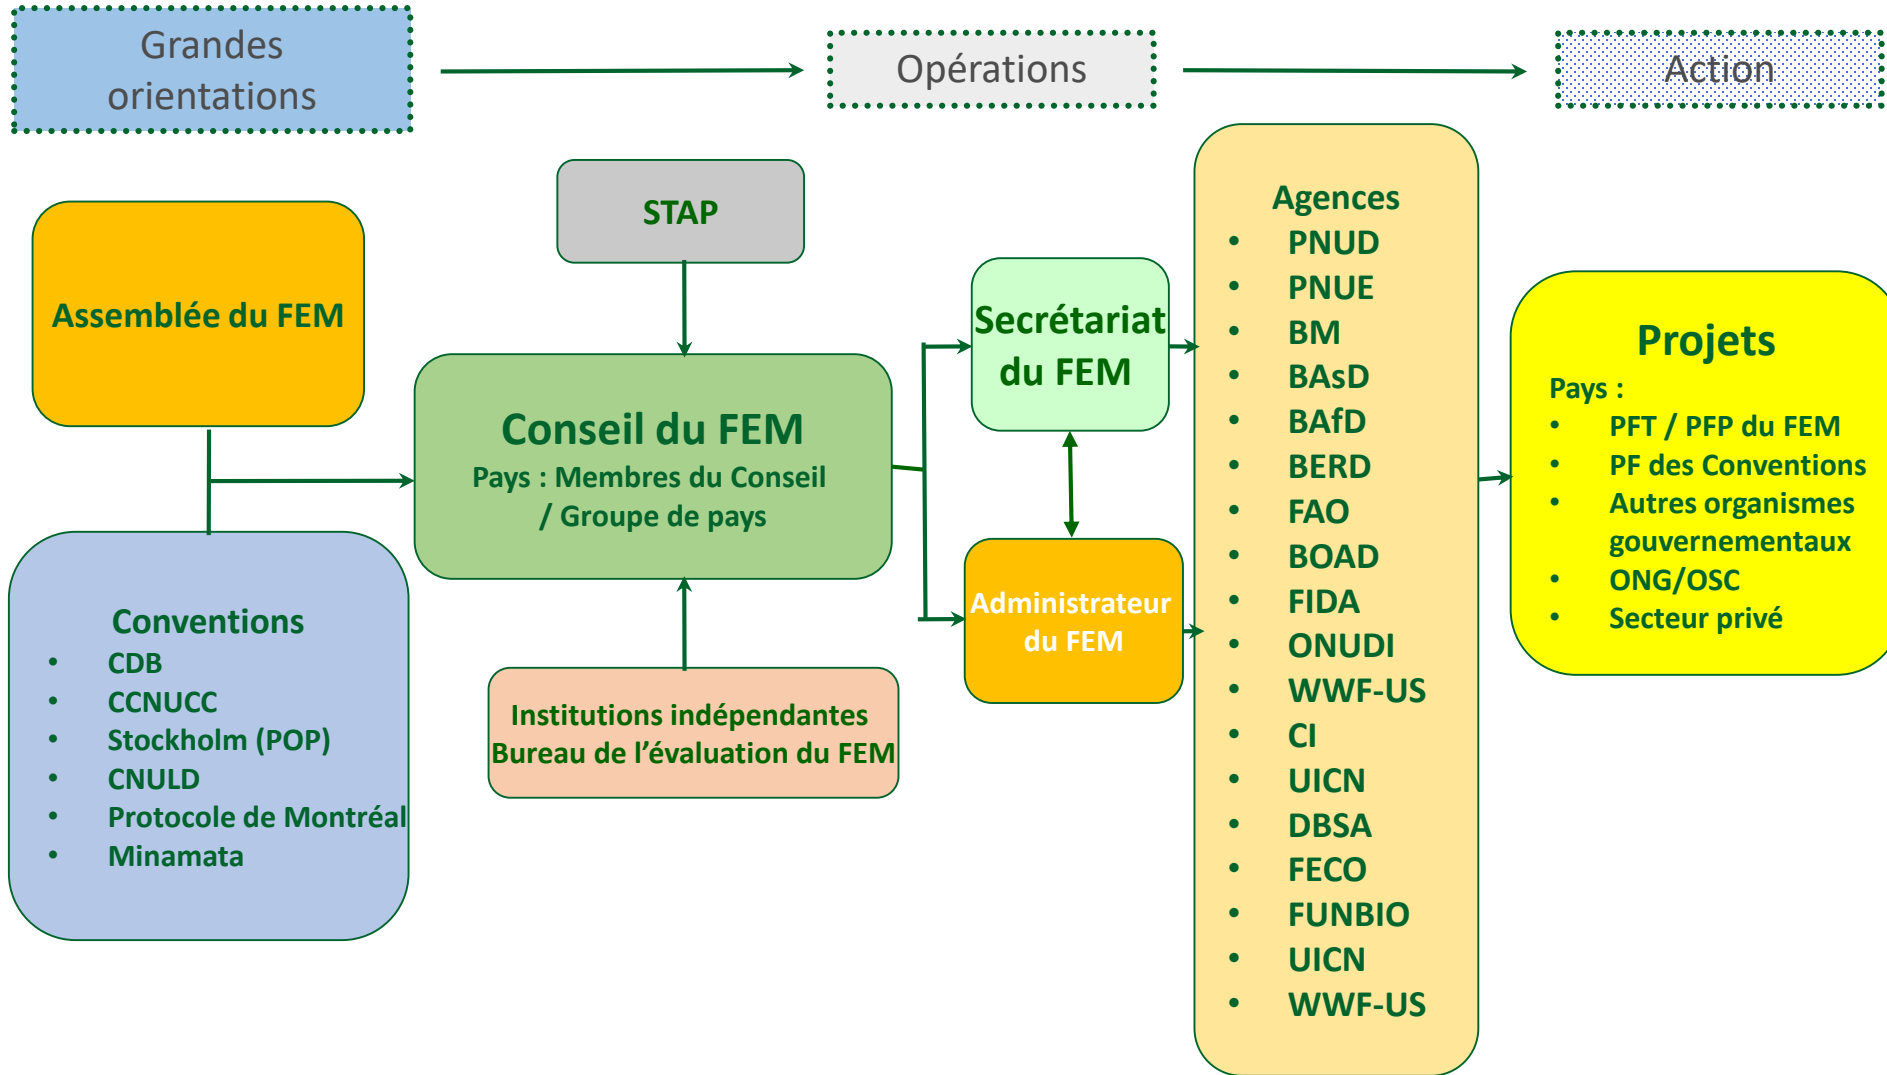 Grandes
orientations
Opérations
Action
Assemblée du FEM
Conventions
• CDB
• CCNUCC
• Stockholm (POP)
• CNULD
• Protocole de Montréal
• Minamata
STAP
Conseil du FEM
Pays : Membres du Conseil
/ Groupe de pays
Institutions indépendantes
Bureau de l’évaluation du FEM
Secrétariat
du FEM
Administrateur
du FEM
Agences
• PNUD
• PNUE
• BM
• BAsD
• BAfD
• BERD
• FAO
• BOAD
• FIDA
• ONUDI
• WWF-US
• CI
• UICN
• DBSA
• FECO
• FUNBIO
• UICN
• WWF-US
Projets
Pays :
• PFT / PFP du FEM
• PF des Conventions
• Autres organismes
gouvernementaux
• ONG/OSC
• Secteur privé